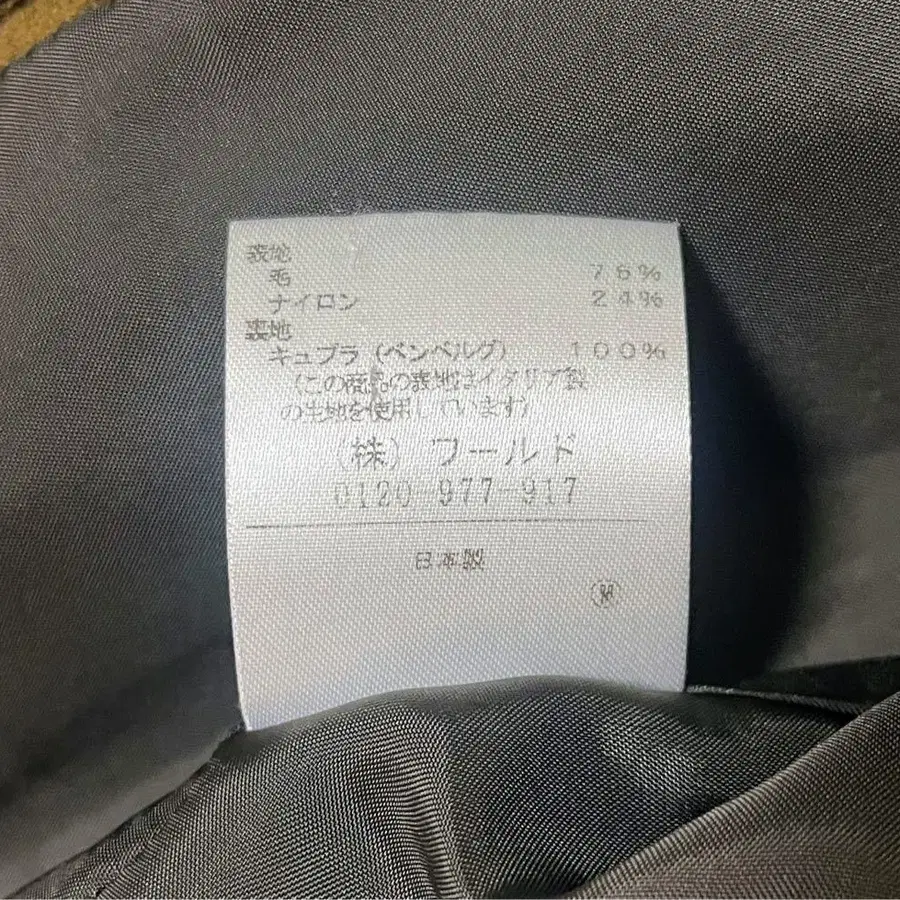 表地
毛 76%
ナイロン 24%
裏地
キュプラ (ベンベルグ) 100%
(この商品の表地はイタリア製
の生地を使用しています)
(株) ワールド
0120-977-917
日本製
M